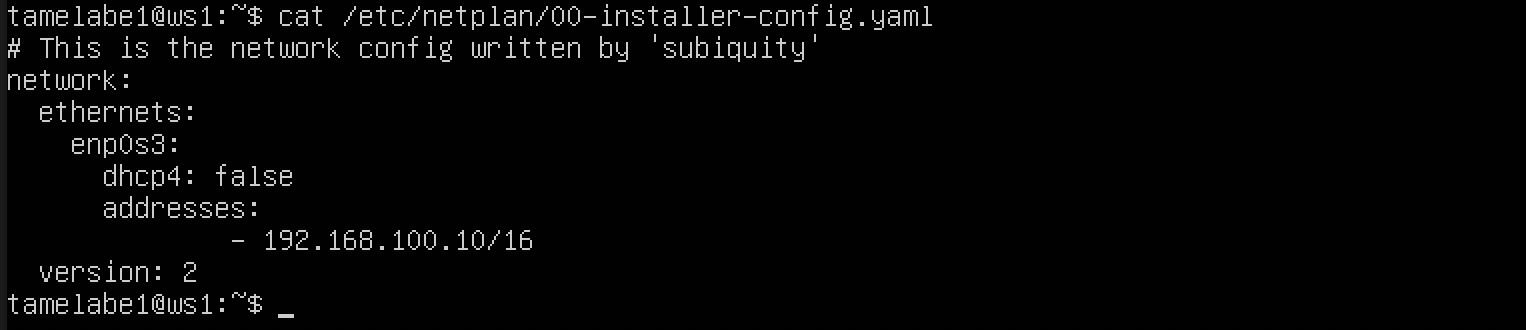 tamelabe1@ws1:~$ cat /etc/netplan/00-installer-config.yaml
# This is the network config written by 'subiquity'
network:
  ethernets:
    enp0s3:
      dhcp4: false
      addresses:
              - 192.168.100.10/16
  version: 2
tamelabe1@ws1:~$ _